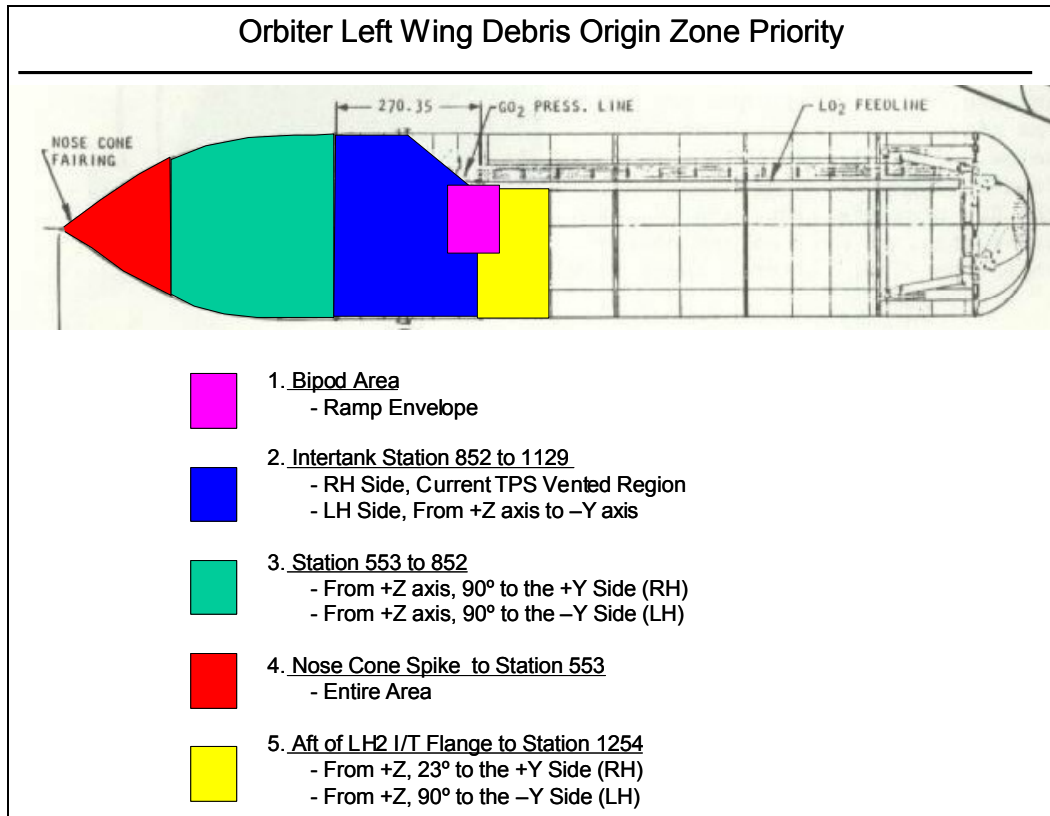 Orbiter Left Wing Debris Origin Zone Priority
270.35
GO₂ PRESS. LINE
LO₂ FEEDLINE
NOSE CONE
FAIRING
1. Bipod Area
- Ramp Envelope
2. Intertank Station 852 to 1129
- RH Side, Current TPS Vented Region
- LH Side, From +Z axis to –Y axis
3. Station 553 to 852
- From +Z axis, 90º to the +Y Side (RH)
- From +Z axis, 90º to the –Y Side (LH)
4. Nose Cone Spike to Station 553
- Entire Area
5. Aft of LH2 I/T Flange to Station 1254
- From +Z, 23º to the +Y Side (RH)
- From +Z, 90º to the –Y Side (LH)